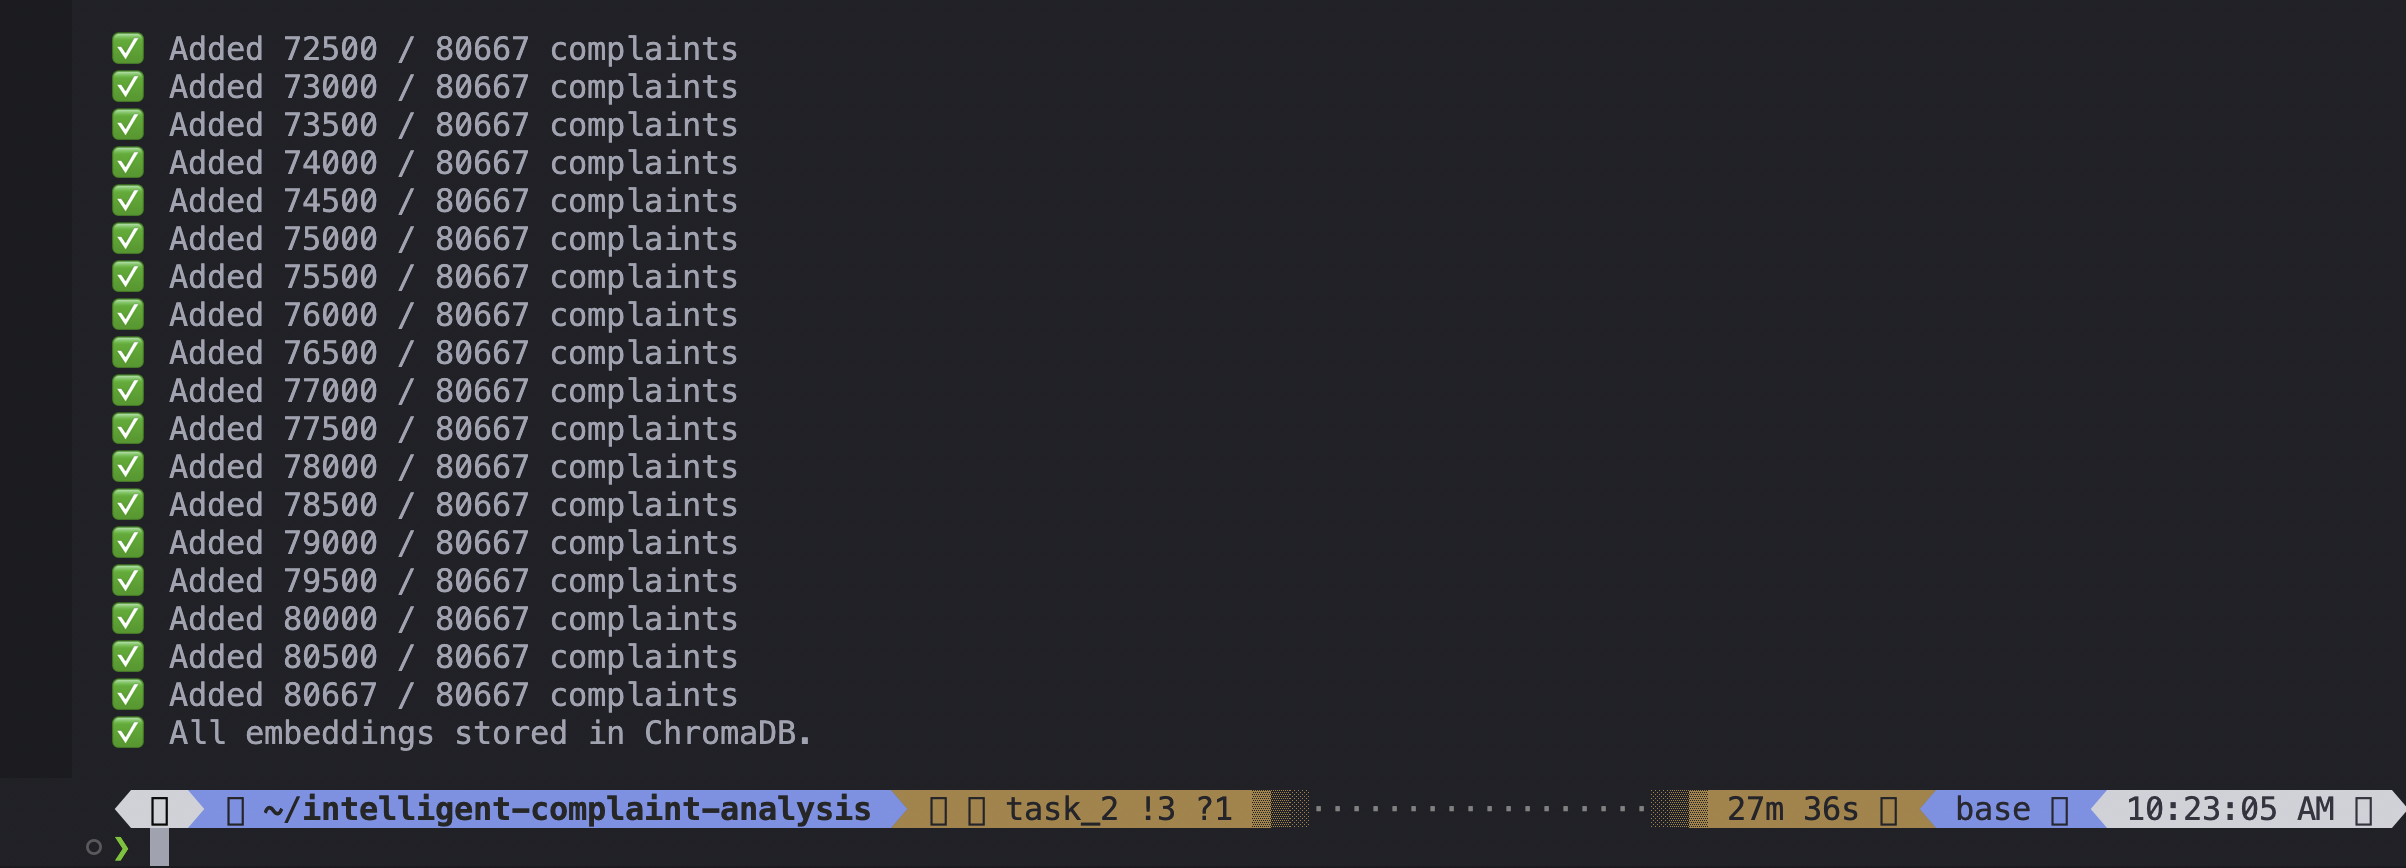 ✅ Added 72500 / 80667 complaints
✅ Added 73000 / 80667 complaints
✅ Added 73500 / 80667 complaints
✅ Added 74000 / 80667 complaints
✅ Added 74500 / 80667 complaints
✅ Added 75000 / 80667 complaints
✅ Added 75500 / 80667 complaints
✅ Added 76000 / 80667 complaints
✅ Added 76500 / 80667 complaints
✅ Added 77000 / 80667 complaints
✅ Added 77500 / 80667 complaints
✅ Added 78000 / 80667 complaints
✅ Added 78500 / 80667 complaints
✅ Added 79000 / 80667 complaints
✅ Added 79500 / 80667 complaints
✅ Added 80000 / 80667 complaints
✅ Added 80500 / 80667 complaints
✅ Added 80667 / 80667 complaints
✅ All embeddings stored in ChromaDB.
~/intelligent-complaint-analysis task_2 !3 ?1 27m 36s base 10:23:05 AM
❯